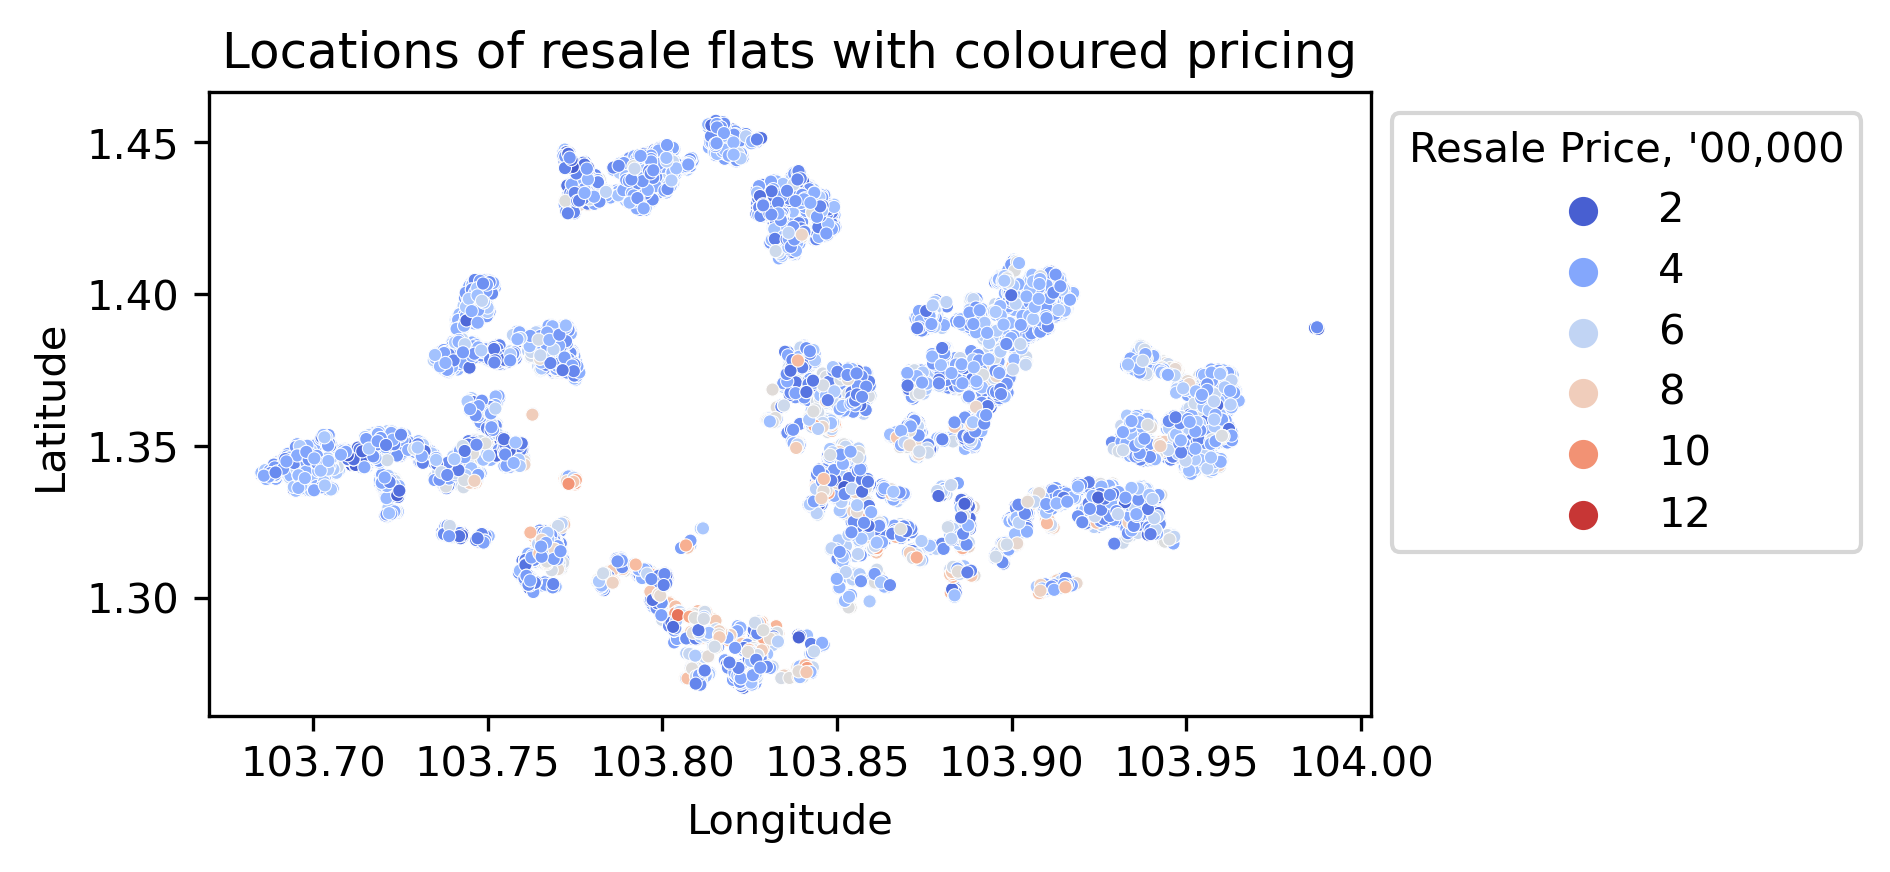 Locations of resale flats with coloured pricing
Resale Price, '00,000
2
4
6
8
10
12
Latitude
1.45
1.40
1.35
1.30
103.70 103.75 103.80 103.85 103.90 103.95 104.00
Longitude